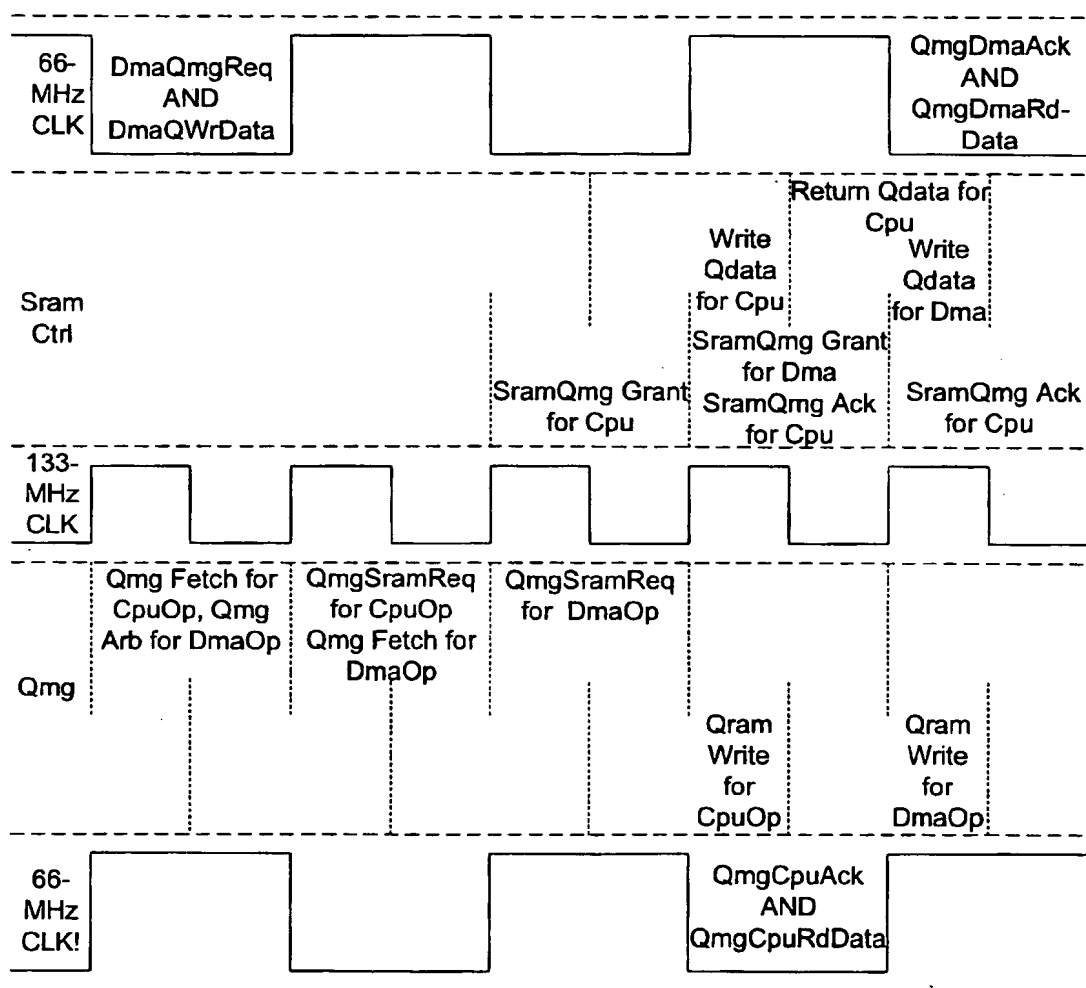 66-
MHz
CLK
DmaQmgReq
AND
DmaQWrData
QmgDmaAck
AND
QmgDmaRd-
Data
Sram
Ctrl
Return Qdata for
Cpu
Write
Qdata
for Cpu
Write
Qdata
for Dma
SramQmg Grant
for Cpu
SramQmg Grant
for Dma
SramQmg Ack
for Cpu
SramQmg Ack
for Cpu
133-
MHz
CLK
Qmg
Qmg Fetch for
CpuOp, Qmg
Arb for DmaOp
QmgSramReq
for CpuOp
Qmg Fetch for
DmaOp
QmgSramReq
for DmaOp
Qram
Write
for
CpuOp
Qram
Write
for
DmaOp
66-
MHz
CLK!
QmgCpuAck
AND
QmgCpuRdData